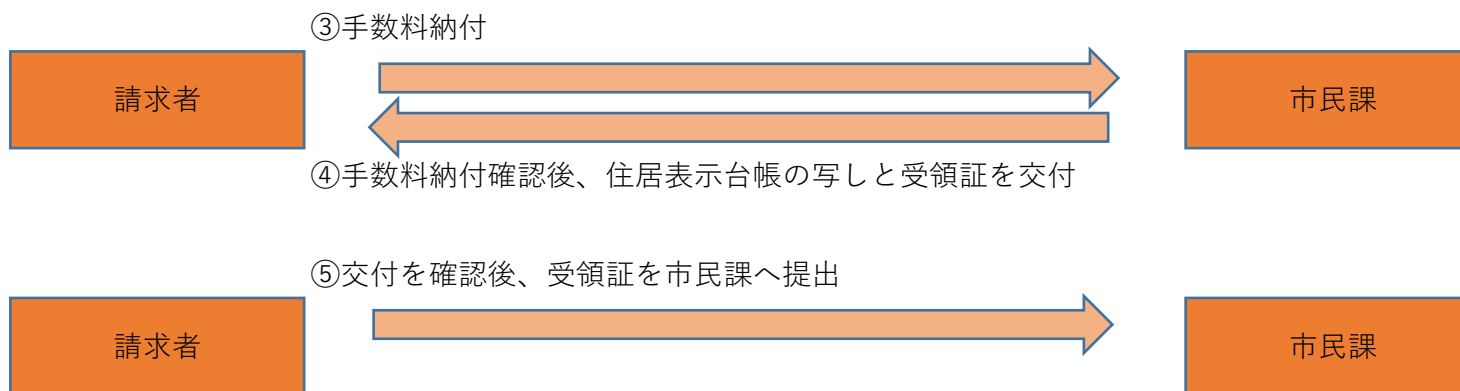 ③手数料納付
請求者
市民課
④手数料納付確認後、住居表示台帳の写しと受領証を交付
⑤交付を確認後、受領証を市民課へ提出
請求者
市民課